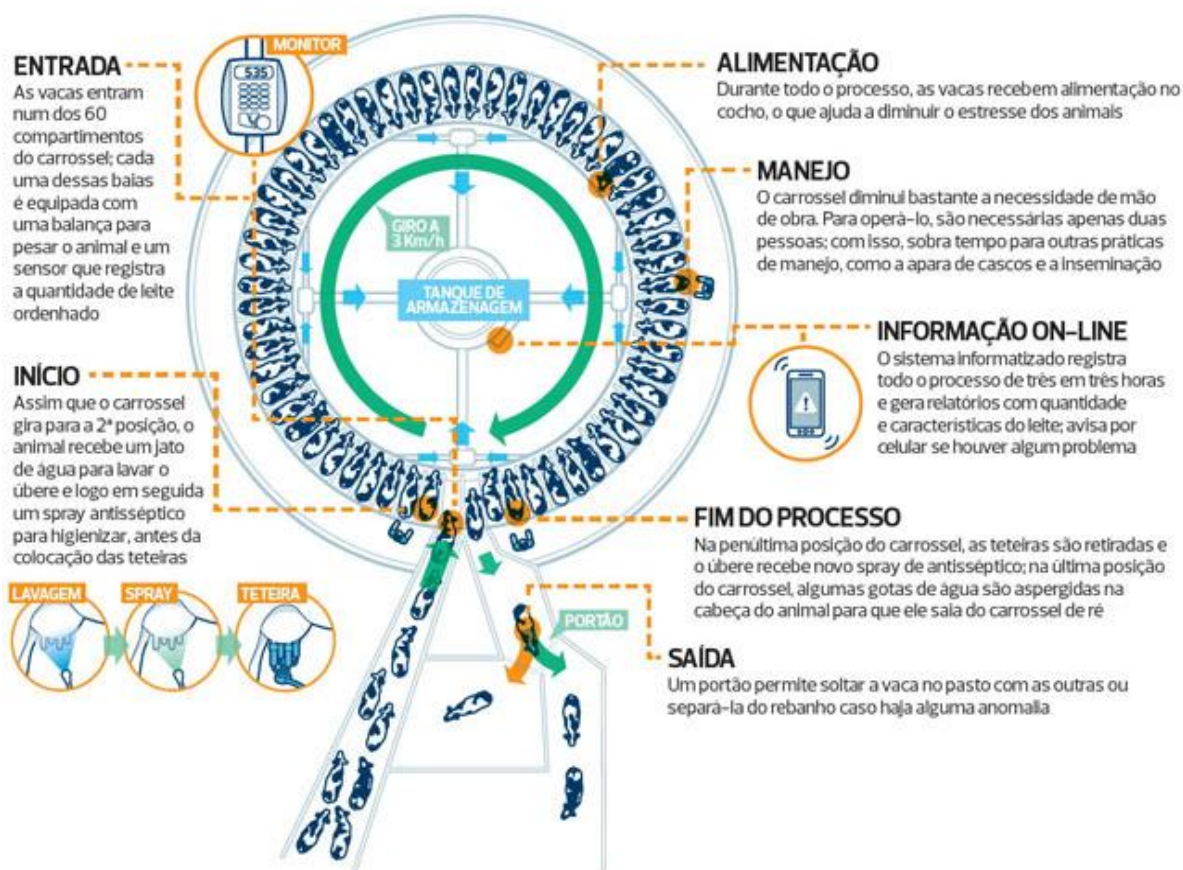 MONITOR
535
ENTRADA
As vacas entram
num dos 60
compartimentos
do carrossel; cada
uma dessas baias
é equipada com
uma balança para
pesar o animal e um
sensor que registra
a quantidade de leite
ordenhado
INÍCIO
Assim que o carrossel
gira para a 2ª posição, o
animal recebe um jato
de água para lavar o
úbere e logo em seguida
um spray antisséptico
para higienizar, antes da
colocação das teteiras
LAVAGEM
SPRAY
TETEIRA
GIRO A
3 Km/h
TANQUE DE
ARMAZENAGEM
ALIMENTAÇÃO
Durante todo o processo, as vacas recebem alimentação no
cocho, o que ajuda a diminuir o estresse dos animais
MANEJO
O carrossel diminui bastante a necessidade de mão
de obra. Para operá-lo, são necessárias apenas duas
pessoas; com isso, sobra tempo para outras práticas
de manejo, como a apara de cascos e a inseminação
INFORMAÇÃO ON-LINE
O sistema informatizado registra
todo o processo de três em três horas
e gera relatórios com quantidade
e características do leite; avisa por
celular se houver algum problema
FIM DO PROCESSO
Na penúltima posição do carrossel, as teteiras são retiradas e
o úbere recebe novo spray de antisséptico; na última posição
do carrossel, algumas gotas de água são aspergidas na
cabeça do animal para que ele saia do carrossel de ré
PORTÃO
SAÍDA
Um portão permite soltar a vaca no pasto com as outras ou
separá-la do rebanho caso haja alguma anomalia